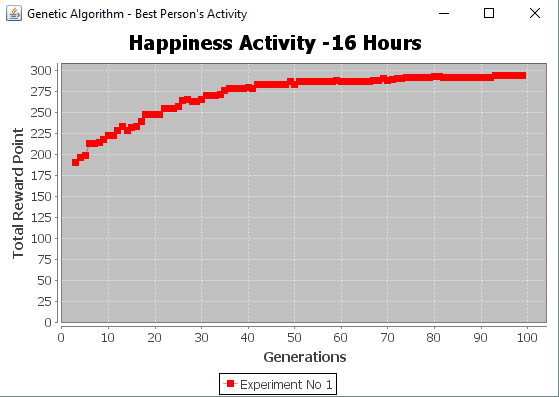 Genetic Algorithm - Best Person's Activity
Happiness Activity -16 Hours
Total Reward Point
300
275
250
225
200
175
150
125
100
75
50
25
0
0 10 20 30 40 50 60 70 80 90 100
Generations
Experiment No 1